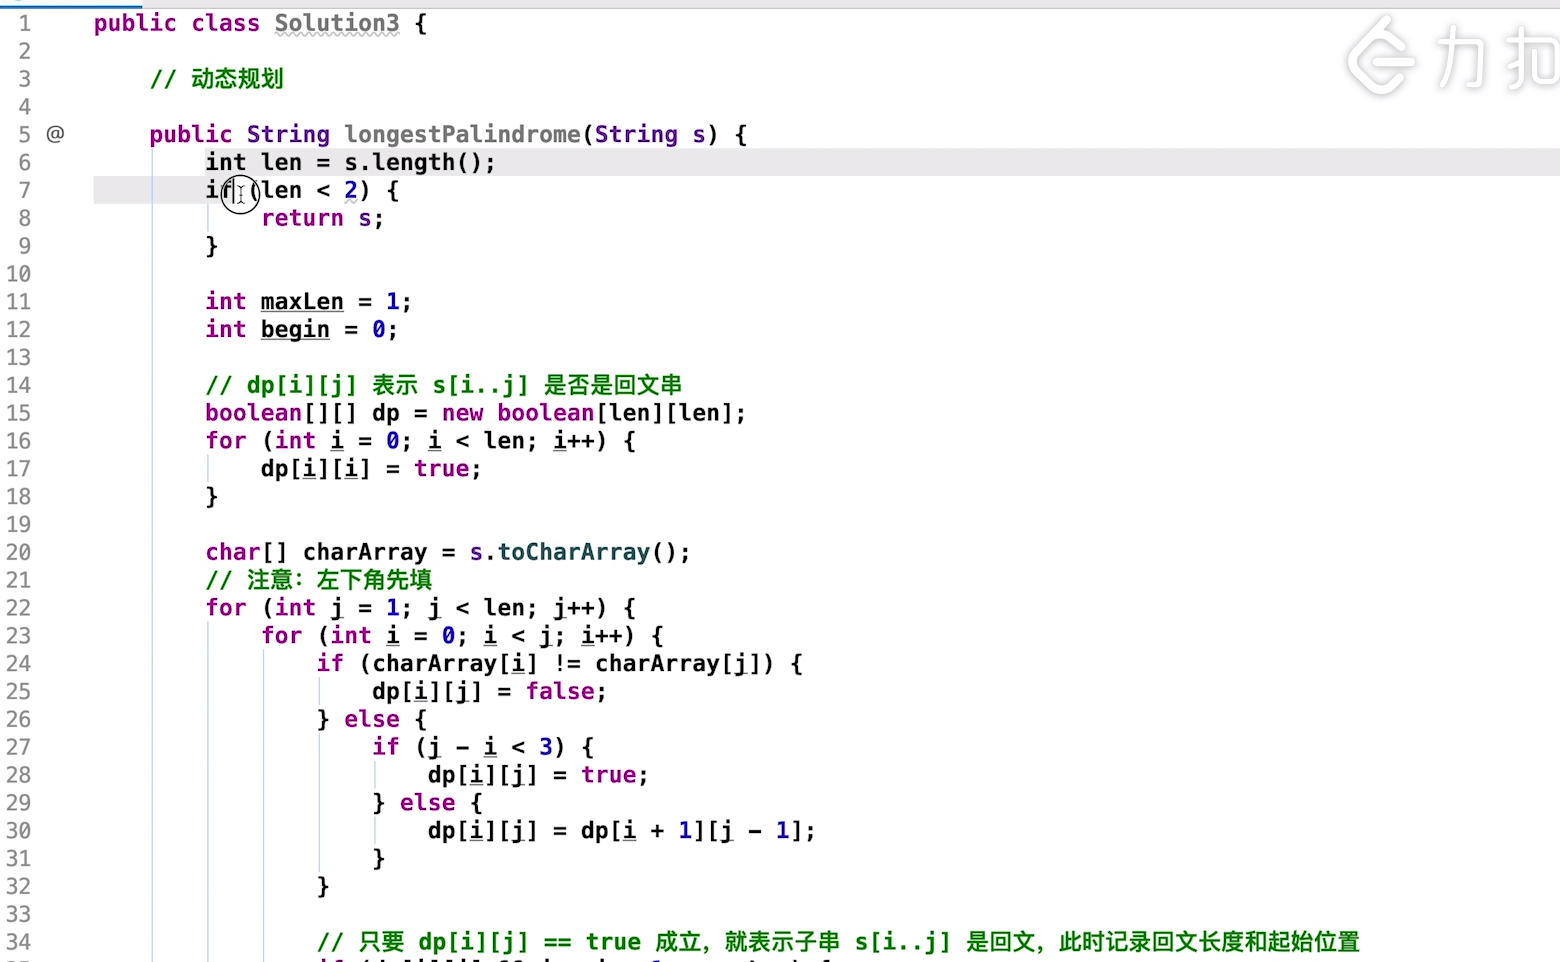 1 public class Solution3 {
2
3 // 动态规划
4
5 @ public String longestPalindrome(String s) {
6 int len = s.length();
7 if (len < 2) {
8 return s;
9 }
10
11 int maxLen = 1;
12 int begin = 0;
13
14 // dp[i][j] 表示 s[i..j] 是否是回文串
15 boolean[][] dp = new boolean[len][len];
16 for (int i = 0; i < len; i++) {
17 dp[i][i] = true;
18 }
19
20 char[] charArray = s.toCharArray();
21 // 注意：左下角先填
22 for (int j = 1; j < len; j++) {
23 for (int i = 0; i < j; i++) {
24 if (charArray[i] != charArray[j]) {
25 dp[i][j] = false;
26 } else {
27 if (j - i < 3) {
28 dp[i][j] = true;
29 } else {
30 dp[i][j] = dp[i + 1][j - 1];
31 }
32 }
33
34 // 只要 dp[i][j] == true 成立，就表示子串 s[i..j] 是回文，此时记录回文长度和起始位置
力扣